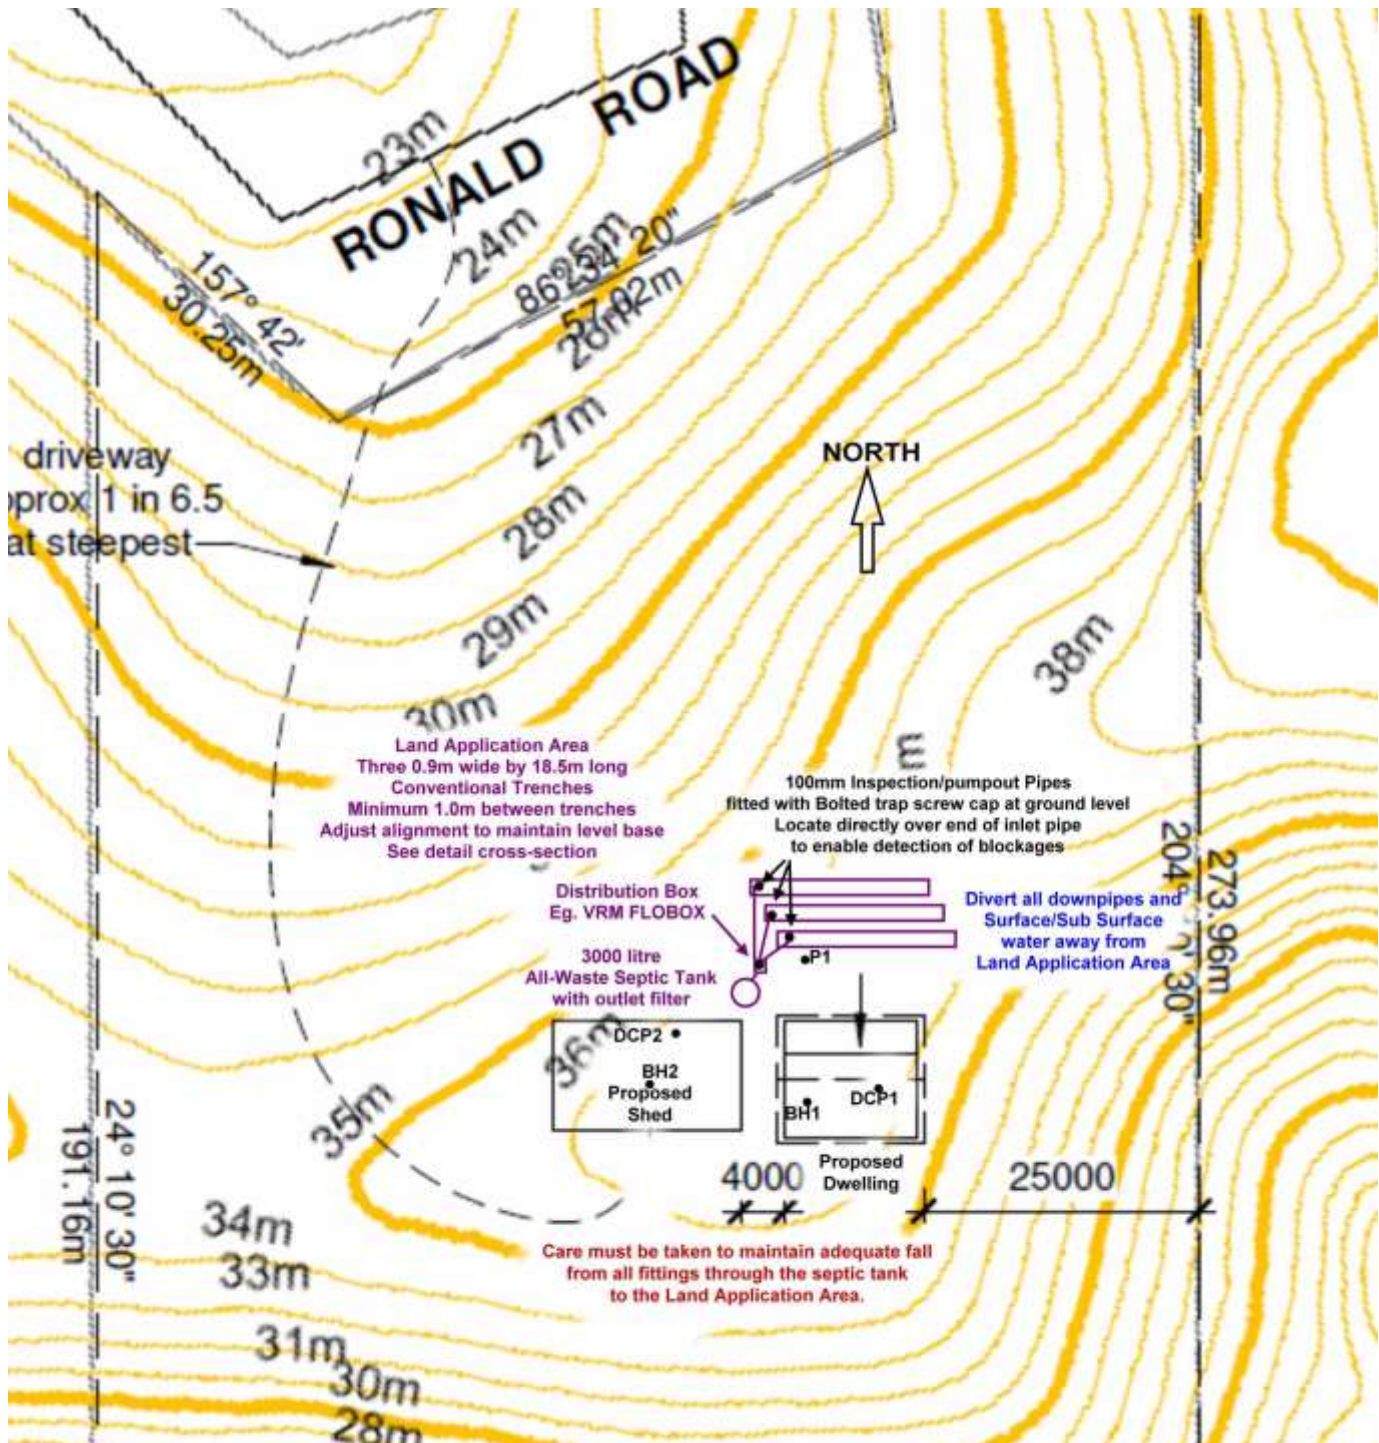 RONALD ROAD
23m
24m
25m
157° 42'
30.25m
57.02m
26m
27m
driveway
pprox 1 in 6.5
at steepest
NORTH
28m
29m
38m
30m
Land Application Area
Three 0.9m wide by 18.5m long
Conventional Trenches
Minimum 1.0m between trenches
Adjust alignment to maintain level base
See detail cross-section
m
100mm Inspection/pumpout Pipes
fitted with Bolted trap screw cap at ground level
Locate directly over end of inlet pipe
to enable detection of blockages
Distribution Box
Eg. VRM FLOBOX
Divert all downpipes and
Surface/Sub Surface
water away from
Land Application Area
273.96m
3000 litre
All-Waste Septic Tank
with outlet filter
P1
36m
DCP2
BH2
Proposed
Shed
BH1
DCP1
Proposed
Dwelling
35m
24° 10' 30"
191.16m
4000
25000
34m
33m
Care must be taken to maintain adequate fall
from all fittings through the septic tank
to the Land Application Area.
31m
30m
28m